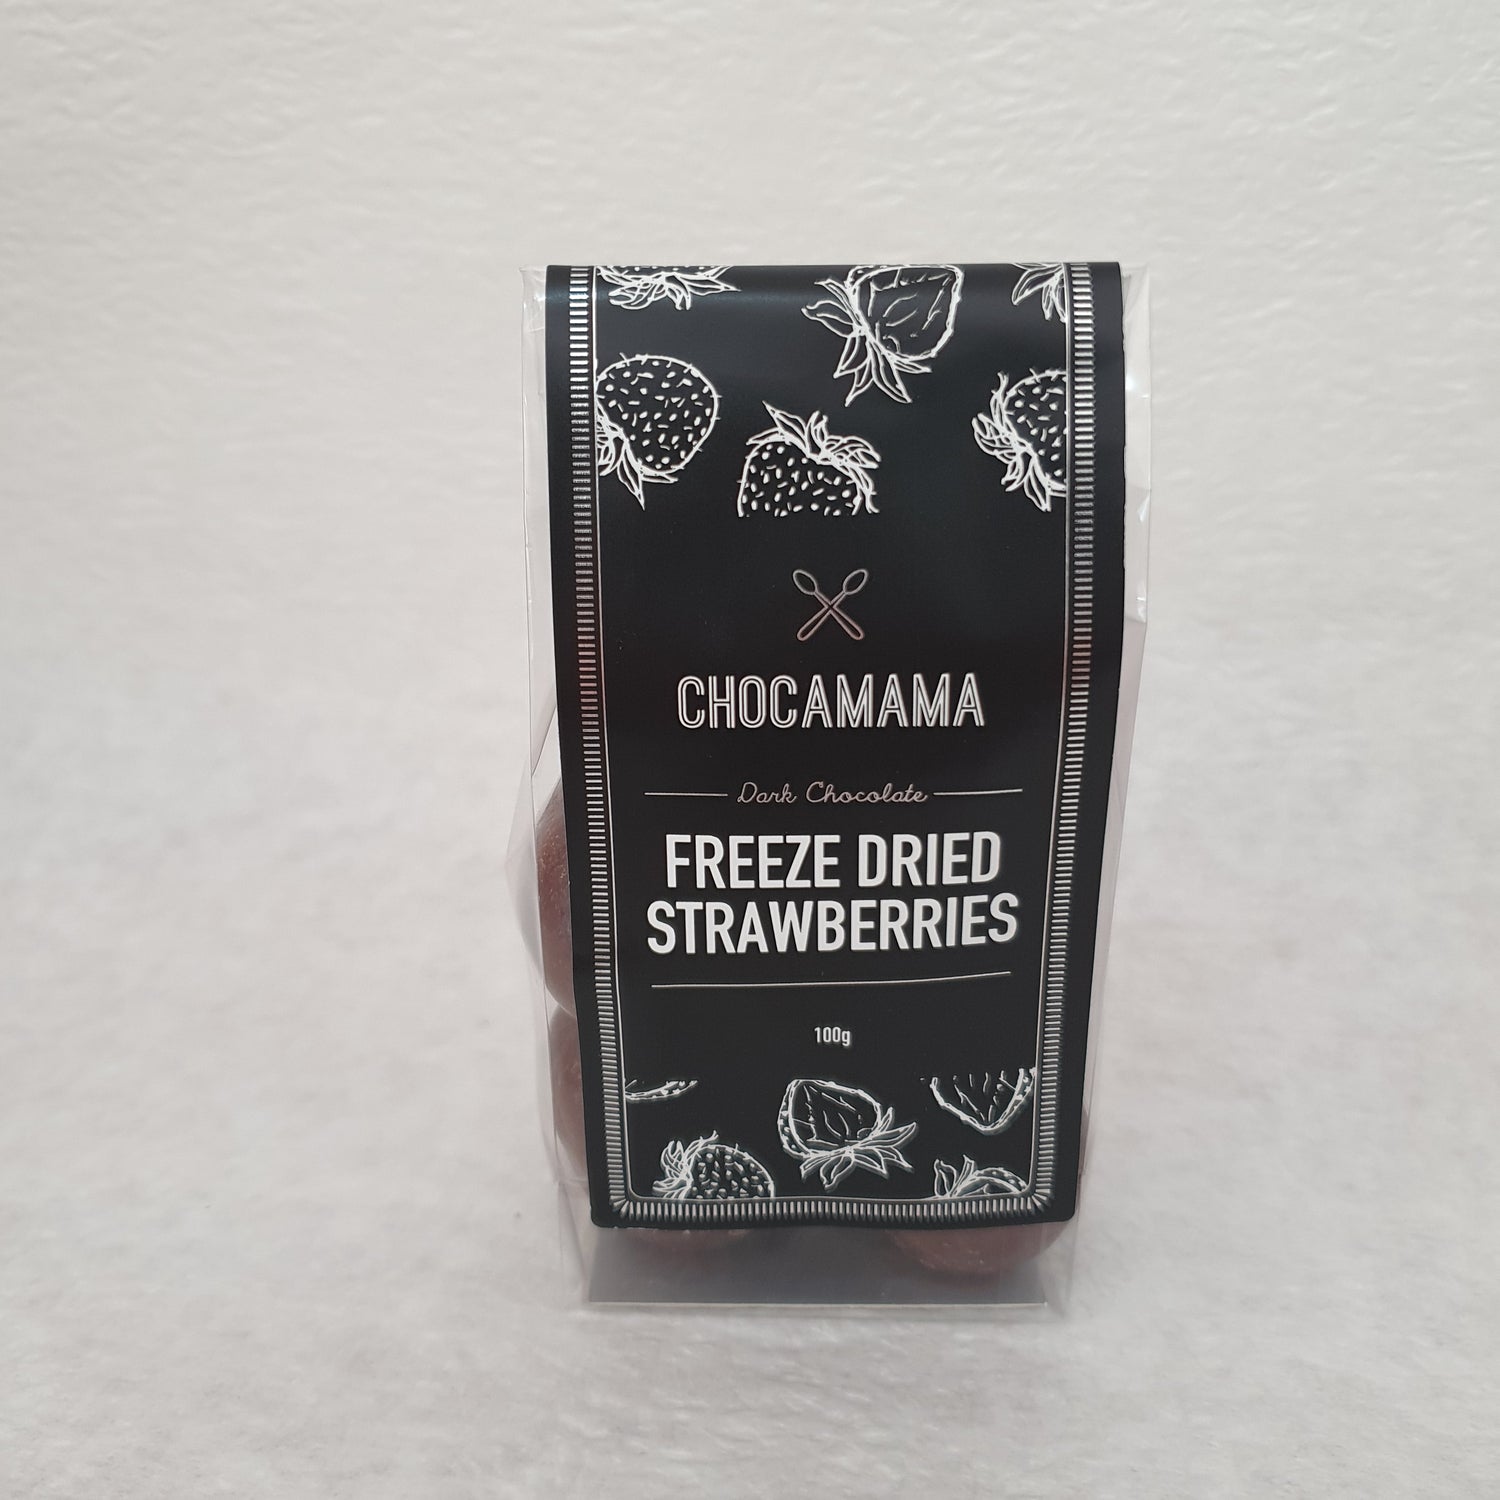 CHOCAMAMA
Dark Chocolate
FREEZE DRIED
STRAWBERRIES
100g